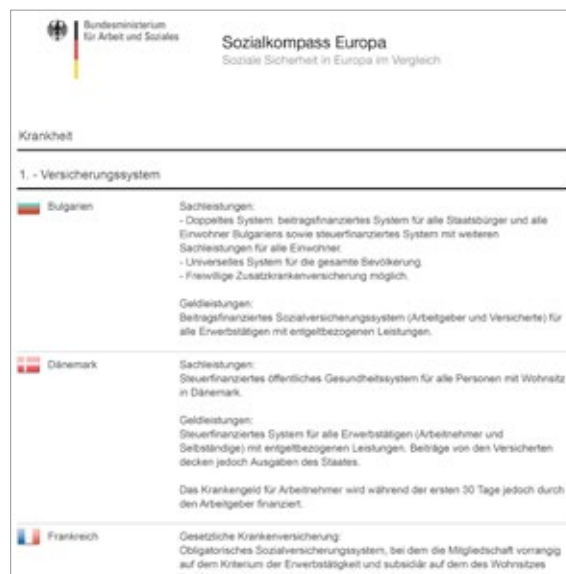 Bundesministerium
für Arbeit und Soziales
Sozialkompass Europa
Soziale Sicherheit in Europa im Vergleich
Krankheit
1. - Versicherungssystem
Bulgarien
Sachleistungen:
- Doppeltes System: beitragsfinanziertes System für alle Staatsbürger und alle
Einwohner Bulgariens sowie steuerfinanziertes System mit weiteren
Sachleistungen für alle Einwohner.
- Universelles System für die gesamte Bevölkerung.
- Freiwillige Zusatzkrankenversicherung möglich.
Geldleistungen:
Beitragsfinanziertes Sozialversicherungssystem (Arbeitgeber und Versicherte) für
alle Erwerbstätigen mit entgeltbezogenen Leistungen.
Dänemark
Sachleistungen:
Steuerfinanziertes öffentliches Gesundheitssystem für alle Personen mit Wohnsitz
in Dänemark.
Geldleistungen:
Steuerfinanziertes System für alle Erwerbstätigen (Arbeitnehmer und
Selbständige) mit entgeltbezogenen Leistungen. Beiträge von den Versicherten
decken jedoch Ausgaben des Staates.
Das Krankengeld für Arbeitnehmer wird während der ersten 30 Tage jedoch durch
den Arbeitgeber finanziert.
Frankreich
Gesetzliche Krankenversicherung:
Obligatorisches Sozialversicherungssystem, bei dem die Mitgliedschaft vorrangig
auf dem Kriterium der Erwerbstätigkeit und subsidiär auf dem des Wohnsitzes